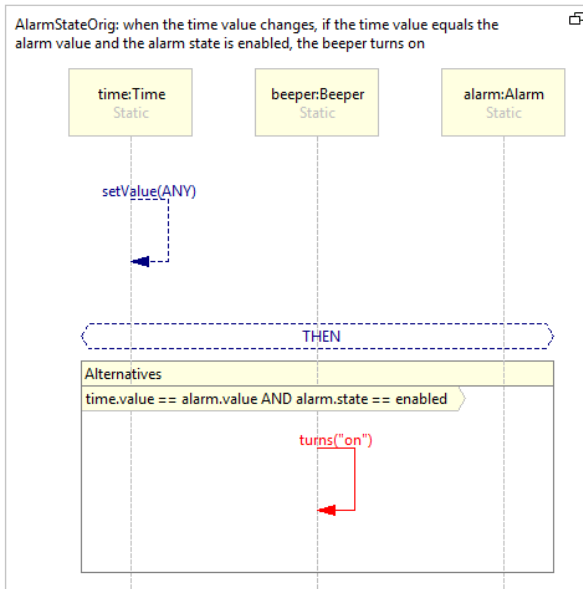 AlarmStateOrig: when the time value changes, if the time value equals the
alarm value and the alarm state is enabled, the beeper turns on
time:Time
Static
beeper:Beeper
Static
alarm:Alarm
Static
setValue(ANY)
THEN
Alternatives
time.value == alarm.value AND alarm.state == enabled
turns("on")